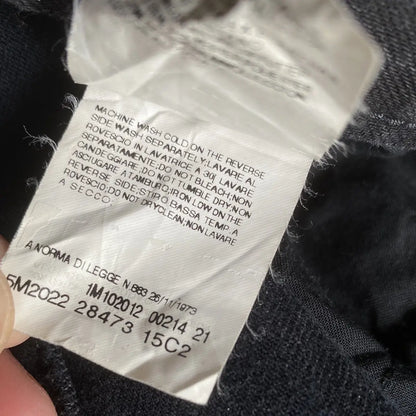 MACHINE WASH COLD ON THE REVERSE
SIDE:WASH SEPARATELY:LAVARE AL
ROVESCIO IN LAVATRICE A 30| LAVARE
SEPARATAMENTE:DO NOT BLEACH:NON
CANDEGGIARE:DO NOT TUMBLE DRY:NON
ASCIUGARE A TAMBURO:IRON LOW ON THE
REVERSE SIDE:STIRO BASSA TEMP A
ROVESCIO:DO NOT DRYCLEAN:NON LAVARE
A SECCO
A NORMA DI LEGGE N 883 26/11/1973
1M102012 00214 21
5M2022 28473 15C2